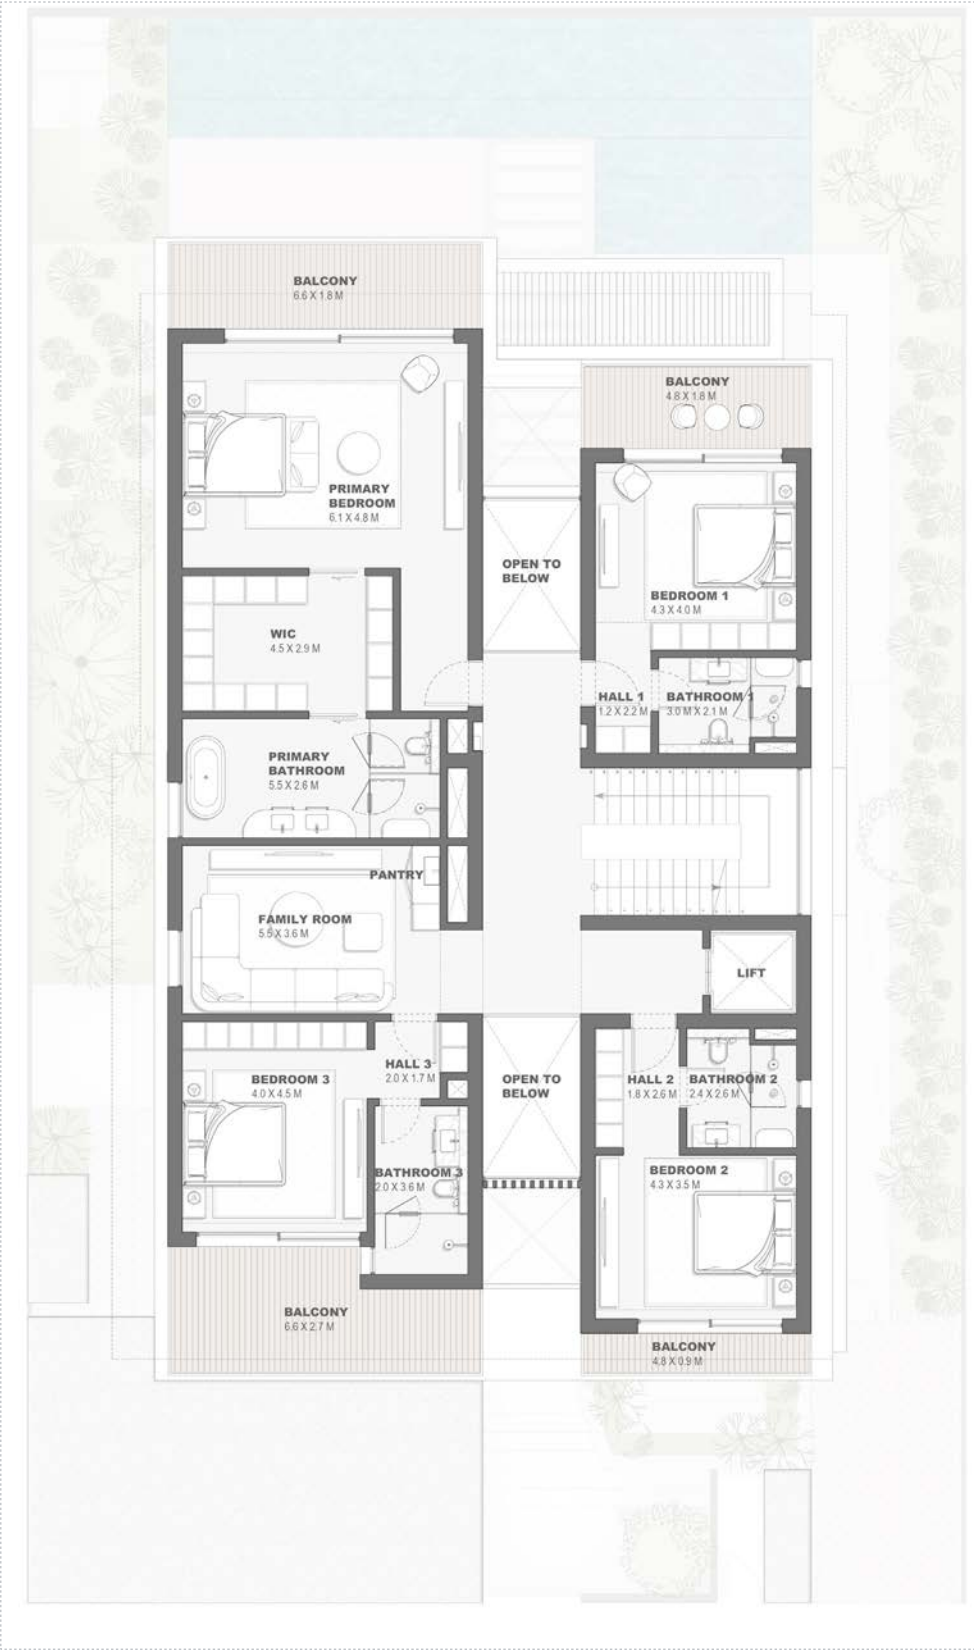 BALCONY
6.6 X 1.8 M
BALCONY
4.8 X 1.8 M
PRIMARY
BEDROOM
6.1 X 4.8 M
OPEN TO
BELOW
BEDROOM 1
4.3 X 4.0 M
WIC
4.5 X 2.9 M
HALL 1
1.2 X 2.2 M
BATHROOM 1
3.0 M X 2.1 M
PRIMARY
BATHROOM
5.5 X 2.6 M
PANTRY
FAMILY ROOM
5.5 X 3.6 M
LIFT
HALL 3
2.0 X 1.7 M
BEDROOM 3
4.0 X 4.5 M
OPEN TO
BELOW
HALL 2
1.8 X 2.6 M
BATHROOM 2
2.4 X 2.6 M
BATHROOM 3
2.0 X 3.6 M
BEDROOM 2
4.3 X 3.5 M
BALCONY
6.6 X 2.7 M
BALCONY
4.8 X 0.9 M